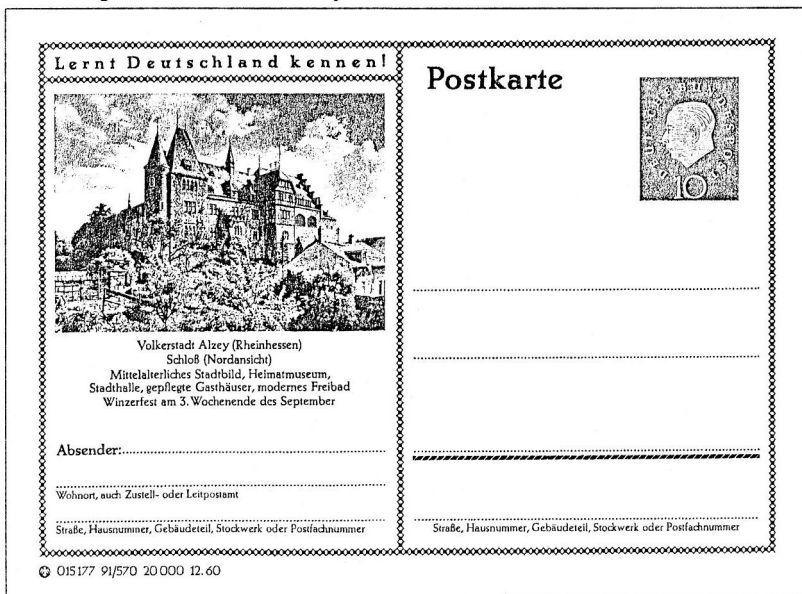 Lernt Deutschland kennen!
Volkerstadt Alzey (Rheinhessen)
Schloß (Nordansicht)
Mittelalterliches Stadtbild, Heimatmuseum,
Stadthalle, gepflegte Gasthäuser, modernes Freibad
Winzerfest am 3. Wochenende des September
Absender:
Wohnort, auch Zustell- oder Leitpostamt
Straße, Hausnummer, Gebäudeteil, Stockwerk oder Postfachnummer
Postkarte
10
Straße, Hausnummer, Gebäudeteil, Stockwerk oder Postfachnummer
015177 91/570 20 000 12.60